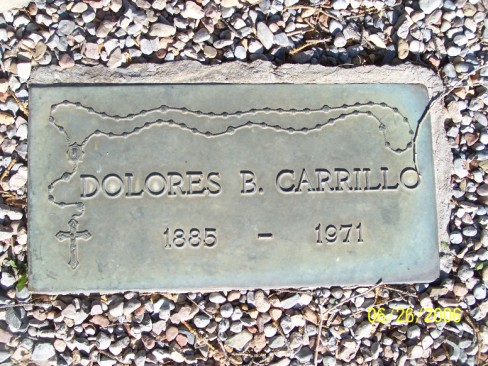 DOLORES B. CARRILLO
1885 - 1971
06.26.2006